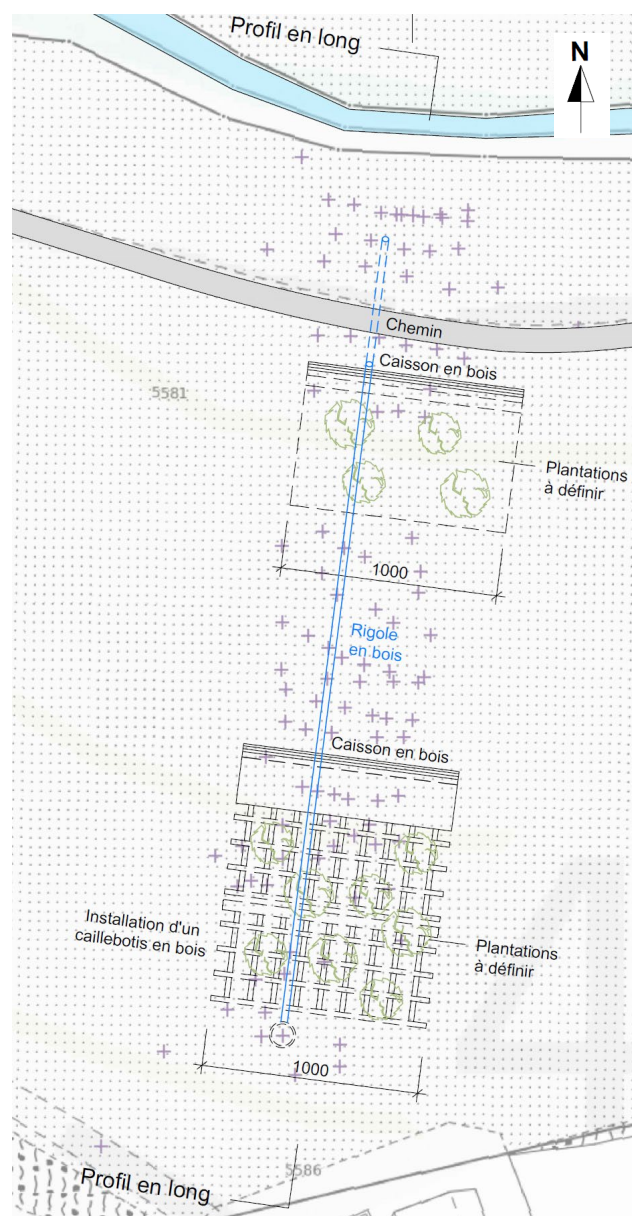 Profil en long
N
Chemin
Caisson en bois
5581
Plantations
à définir
1000
Rigole
en bois
Caisson en bois
Installation d'un
caillebotis en bois
Plantations
à définir
1000
5586
Profil en long